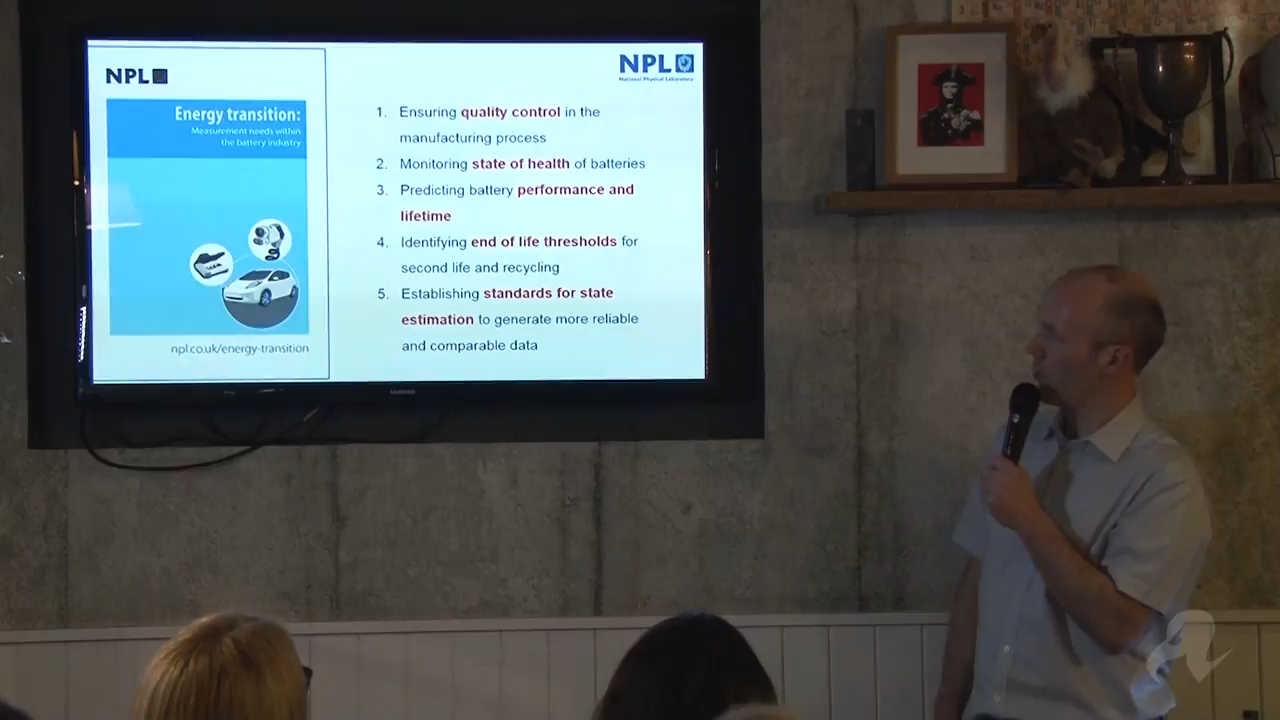 NPL
Energy transition:
Measurement needs within
the battery industry
npl.co.uk/energy-transition
NPL
National Physical Laboratory
1. Ensuring quality control in the
manufacturing process
2. Monitoring state of health of batteries
3. Predicting battery performance and
lifetime
4. Identifying end of life thresholds for
second life and recycling
5. Establishing standards for state
estimation to generate more reliable
and comparable data